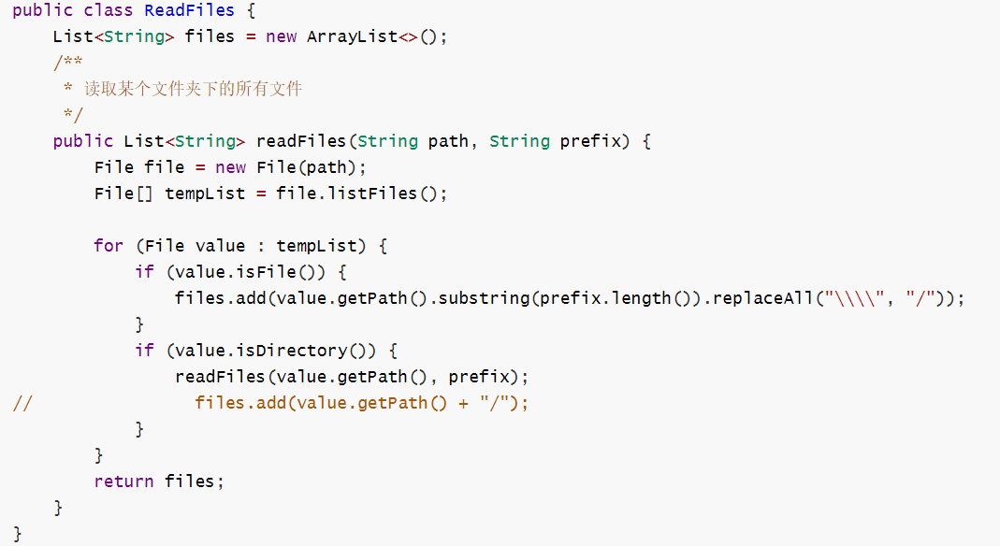 public class ReadFiles {
    List<String> files = new ArrayList<>();
    /**
     * 读取某个文件夹下的所有文件
     */
    public List<String> readFiles(String path, String prefix) {
        File file = new File(path);
        File[] tempList = file.listFiles();

        for (File value : tempList) {
            if (value.isFile()) {
                files.add(value.getPath().substring(prefix.length()).replaceAll("\\\\", "/"));
            }
            if (value.isDirectory()) {
                readFiles(value.getPath(), prefix);
//                files.add(value.getPath() + "/");
            }
        }
        return files;
    }
}